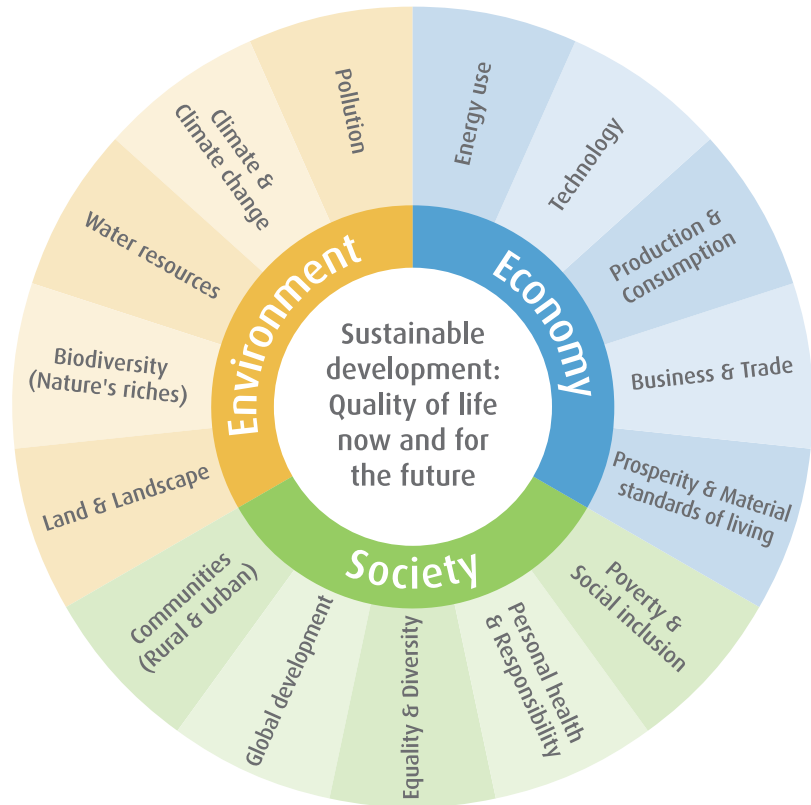 Sustainable
development:
Quality of life
now and for
the future
Environment
Economy
Society
Energy use
Technology
Production &
Consumption
Business & Trade
Prosperity & Material
standards of living
Poverty &
Social inclusion
Personal health
& Responsibility
Equality & Diversity
Global development
Communities
(Rural & Urban)
Land & Landscape
Biodiversity
(Nature's riches)
Water resources
Climate &
Climate change
Pollution